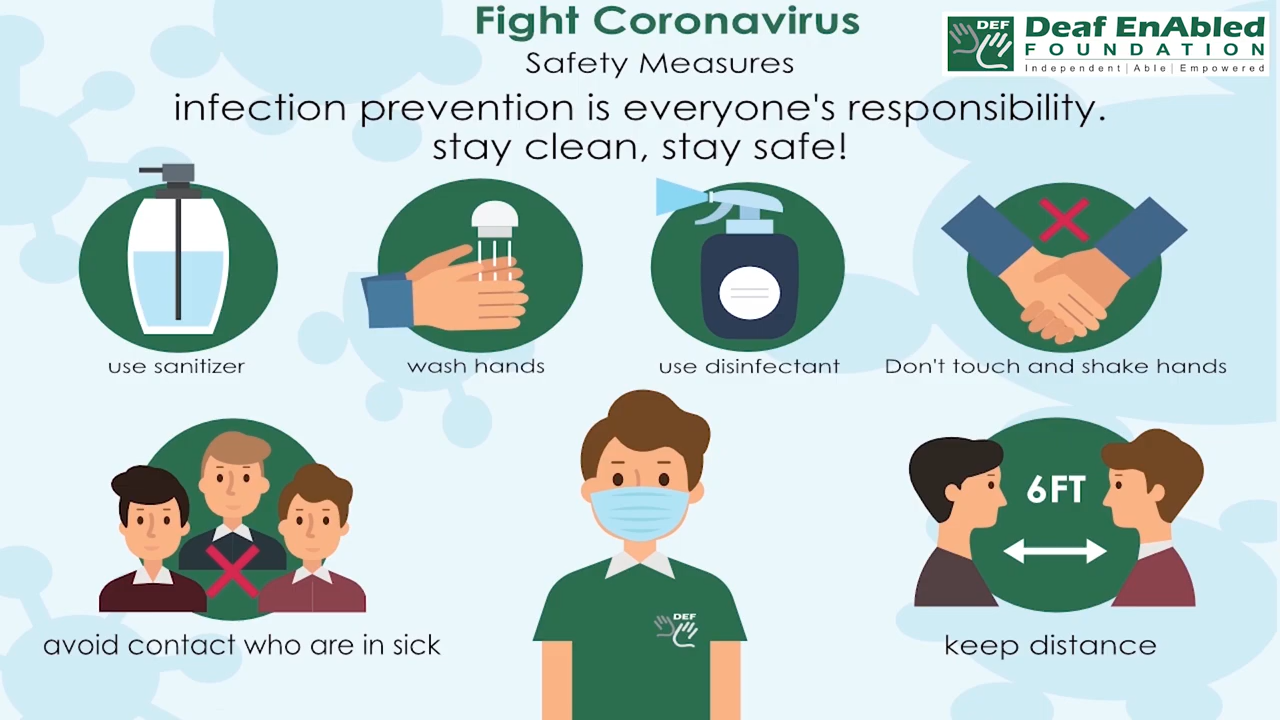 Fight Coronavirus
Safety Measures
DEF
Deaf EnAbled
FOUNDATION
Independent | Able | Empowered
infection prevention is everyone's responsibility.
stay clean, stay safe!
use sanitizer
wash hands
use disinfectant
Don't touch and shake hands
6FT
DEF
avoid contact who are in sick
keep distance